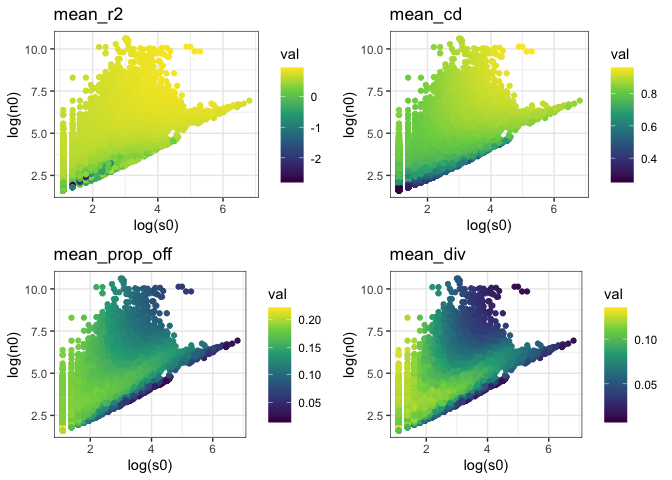 mean_r2
10.0
7.5
5.0
2.5
log(n0)
2
4
6
log(s0)
val
0
-1
-2
mean_cd
10.0
7.5
5.0
2.5
log(n0)
2
4
6
log(s0)
val
0.8
0.6
0.4
mean_prop_off
10.0
7.5
5.0
2.5
log(n0)
2
4
6
log(s0)
val
0.20
0.15
0.10
0.05
mean_div
10.0
7.5
5.0
2.5
log(n0)
2
4
6
log(s0)
val
0.10
0.05